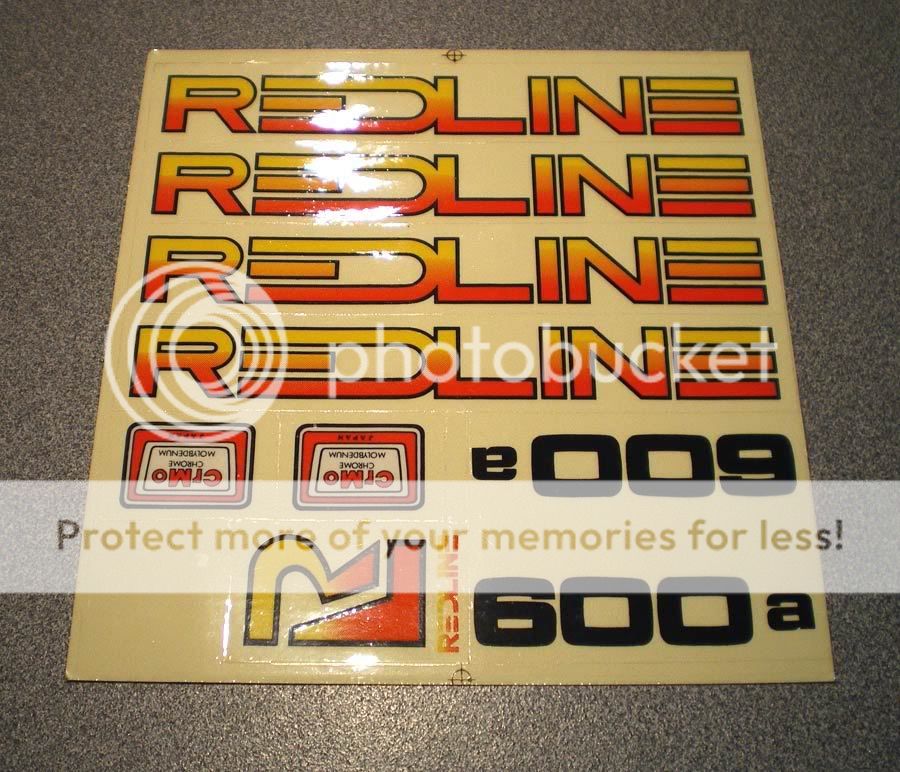 REDLINE
REDLINE
REDLINE
REDLINE
photobucket
JAPAN
MOLYBDENUM
CHROME
CrMo
JAPAN
MOLYBDENUM
CHROME
CrMo
600a
Protect more of your memories for less!
REDLINE
600a